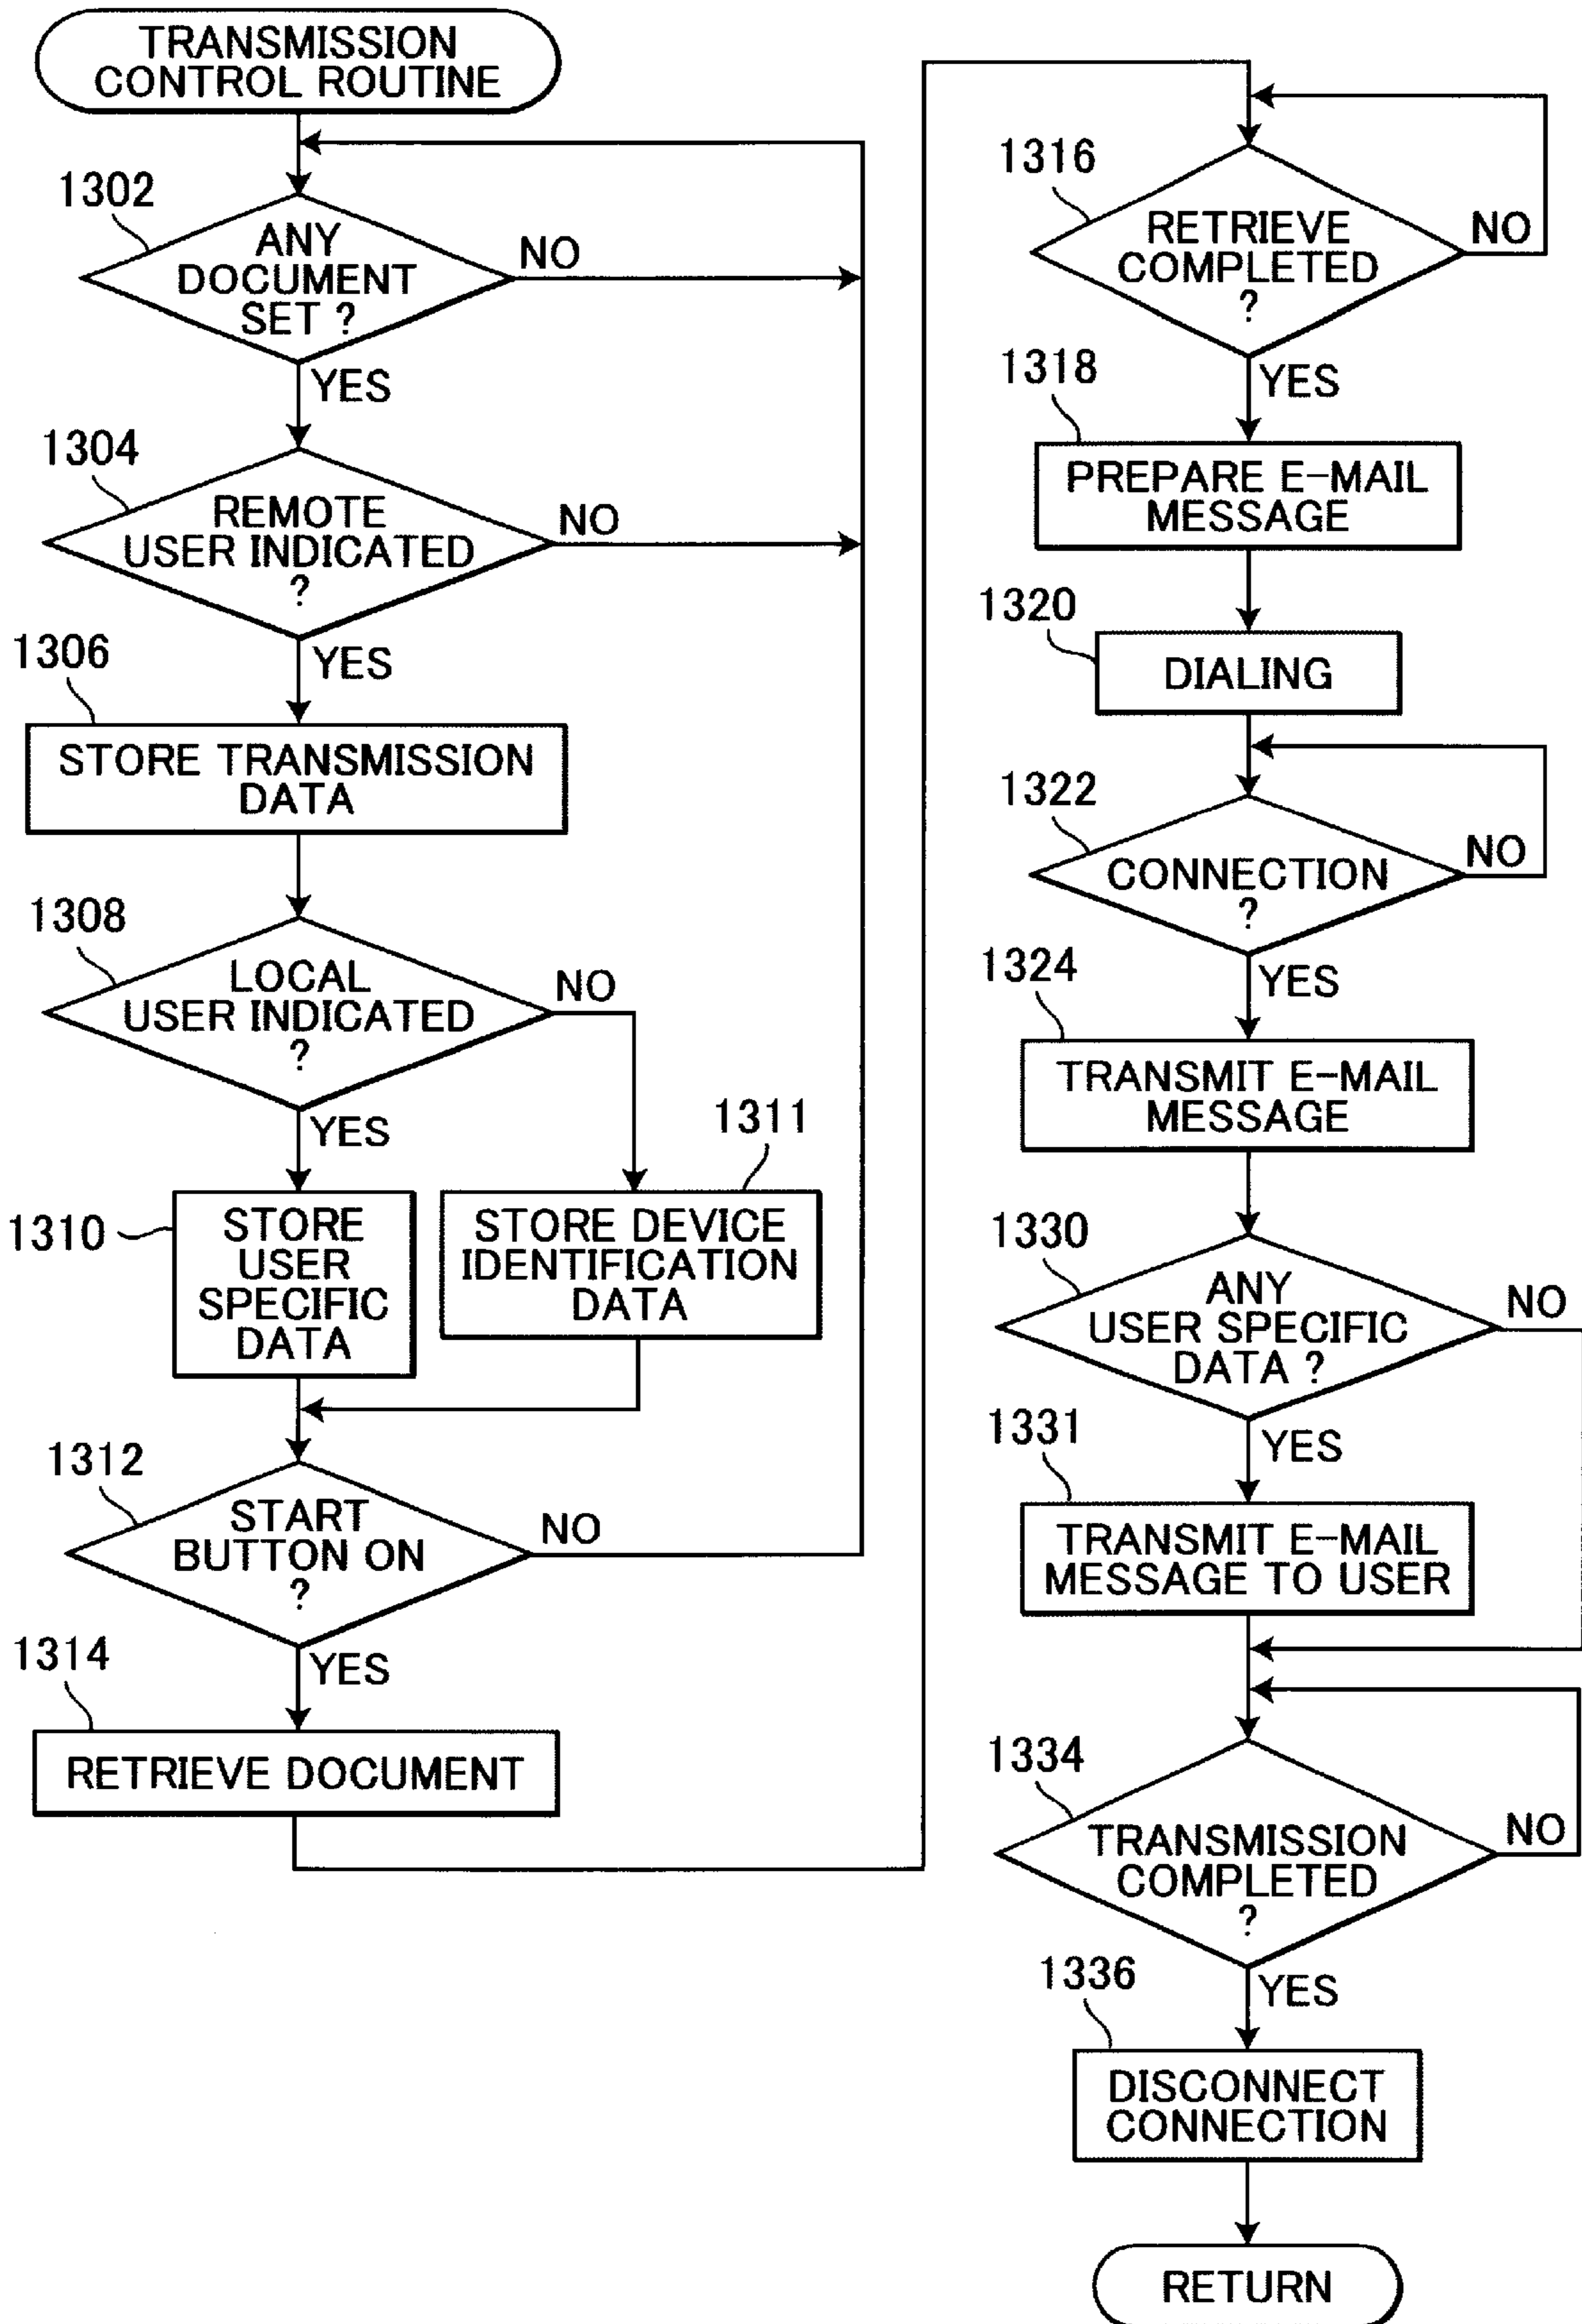 TRANSMISSION
CONTROL ROUTINE
1302
ANY
DOCUMENT
SET ?
NO
YES
1304
REMOTE
USER INDICATED
?
NO
YES
1306
STORE TRANSMISSION
DATA
1308
LOCAL
USER INDICATED
?
NO
YES
1310
STORE
USER
SPECIFIC
DATA
1311
STORE DEVICE
IDENTIFICATION
DATA
1312
START
BUTTON ON
?
NO
YES
1314
RETRIEVE DOCUMENT
1316
RETRIEVE
COMPLETED
?
NO
YES
1318
PREPARE E-MAIL
MESSAGE
1320
DIALING
1322
CONNECTION
?
NO
YES
1324
TRANSMIT E-MAIL
MESSAGE
1330
ANY
USER SPECIFIC
DATA ?
NO
YES
1331
TRANSMIT E-MAIL
MESSAGE TO USER
1334
TRANSMISSION
COMPLETED
?
NO
YES
1336
DISCONNECT
CONNECTION
RETURN